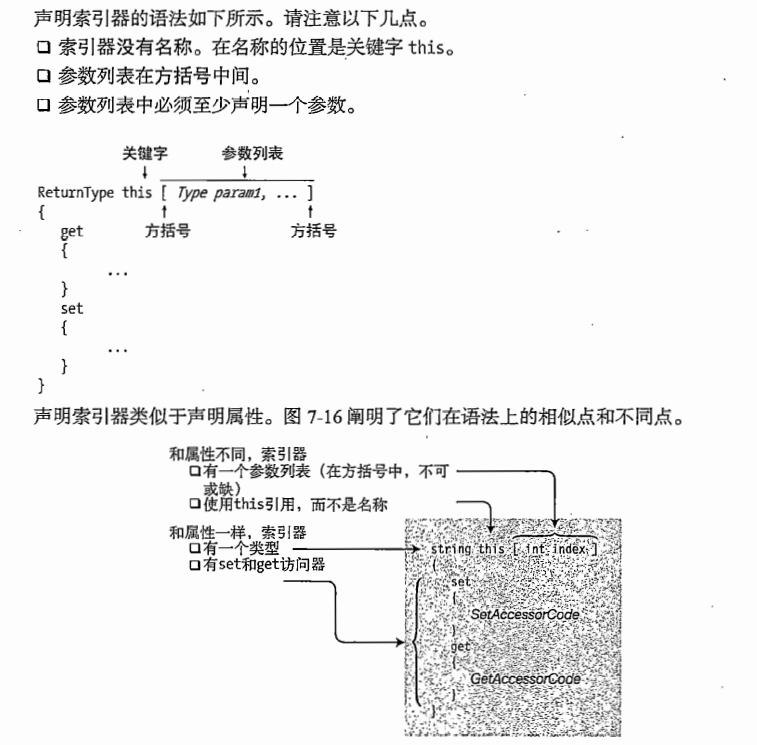 声明索引器的语法如下所示。请注意以下几点。
❑ 索引器没有名称。在名称的位置是关键字 this。
❑ 参数列表在方括号中间。
❑ 参数列表中必须至少声明一个参数。
关键字 参数列表
ReturnType this [ Type param1, ... ]
{
方括号 方括号
get
{
...
}
set
{
...
}
}
声明索引器类似于声明属性。图 7-16 阐明了它们在语法上的相似点和不同点。
和属性不同，索引器
❑有一个参数列表（在方括号中，不可
或缺）
❑使用this引用，而不是名称
和属性一样，索引器
❑有一个类型
❑有set和get访问器
string this [ int index ]
{
set
{
SetAccessorCode
}
get
{
GetAccessorCode
}
}